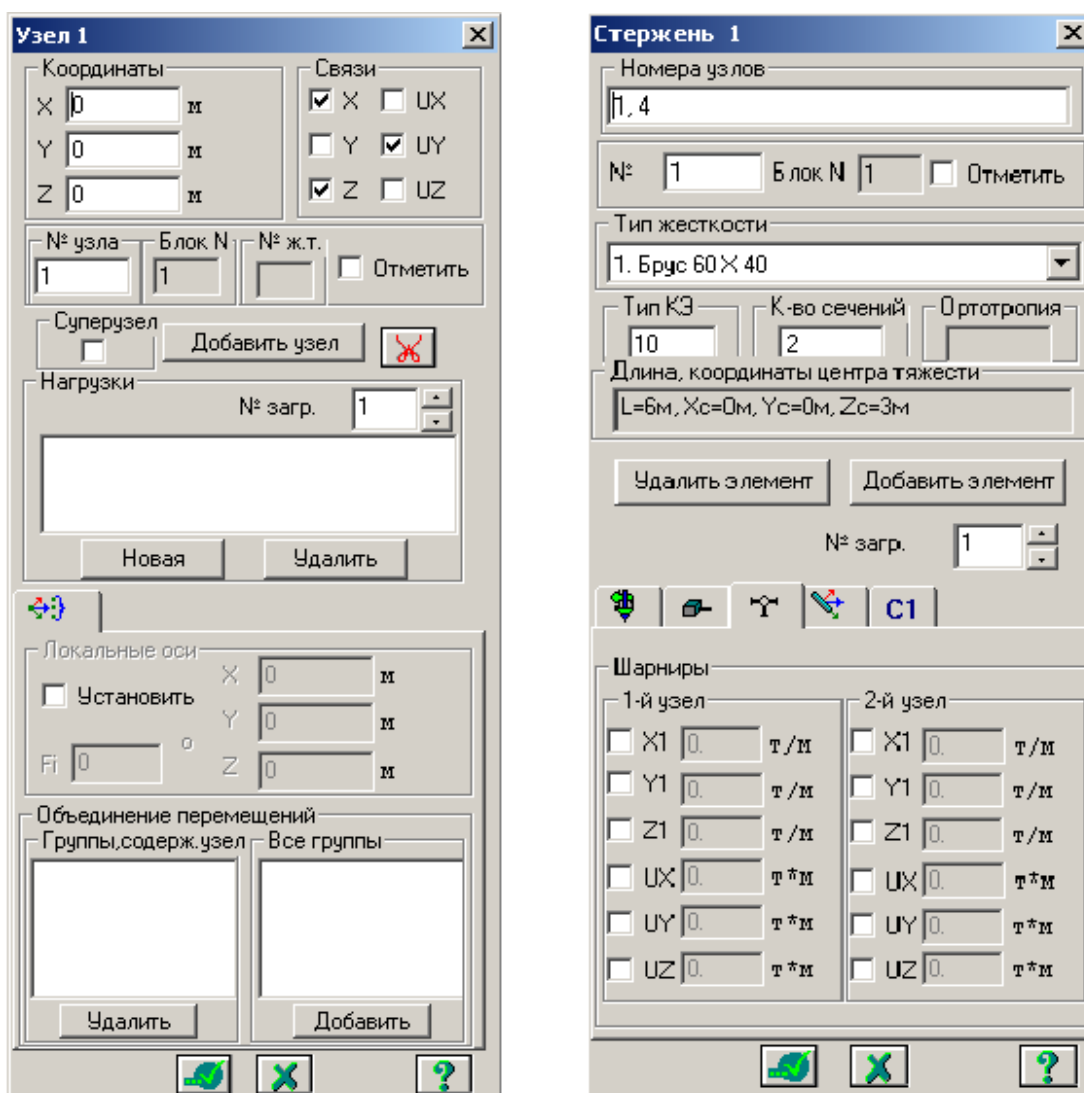 Узел 1
Координаты
X 0 м
Y 0 м
Z 0 м
Связи
X UX
Y UY
Z UZ
№ узла Блок N № ж.т.
1 1 Отметить
Суперузел
Добавить узел
Нагрузки
№ загр. 1
Новая Удалить
Локальные оси
Установить
X 0 м
Y 0 м
Fi 0 °
Z 0 м
Объединение перемещений
Группы,содерж.узел Все группы
Удалить Добавить
?
Стержень 1
Номера узлов
1, 4
№ 1 Блок N 1 Отметить
Тип жесткости
1. Брус 60 X 40
Тип КЭ К-во сечений Ортотропия
10 2
Длина, координаты центра тяжести
L=6м, Xc=0м, Yc=0м, Zc=3м
Удалить элемент Добавить элемент
№ загр. 1
C1
Шарниры
1-й узел 2-й узел
X1 0. т/м X1 0. т/м
Y1 0. т/м Y1 0. т/м
Z1 0. т/м Z1 0. т/м
UX 0. т*м UX 0. т*м
UY 0. т*м UY 0. т*м
UZ 0. т*м UZ 0. т*м
?